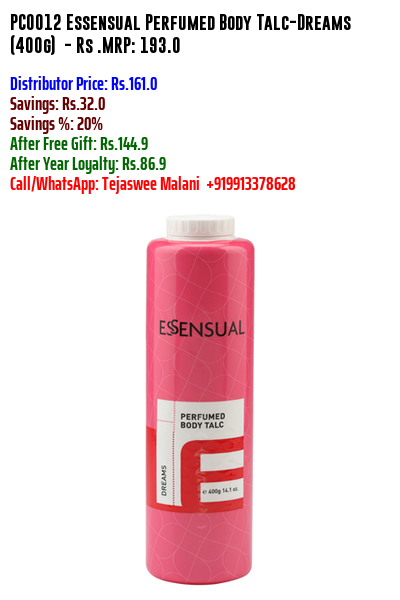 PC0012 Essensual Perfumed Body Talc-Dreams
(400g) - Rs .MRP: 193.0
Distributor Price: Rs.161.0
Savings: Rs.32.0
Savings %: 20%
After Free Gift: Rs.144.9
After Year Loyalty: Rs.86.9
Call/WhatsApp: Tejaswee Malani +919913378628
ESSENSUAL
PERFUMED
BODY TALC
DREAMS
e 400g 14.1 oz.